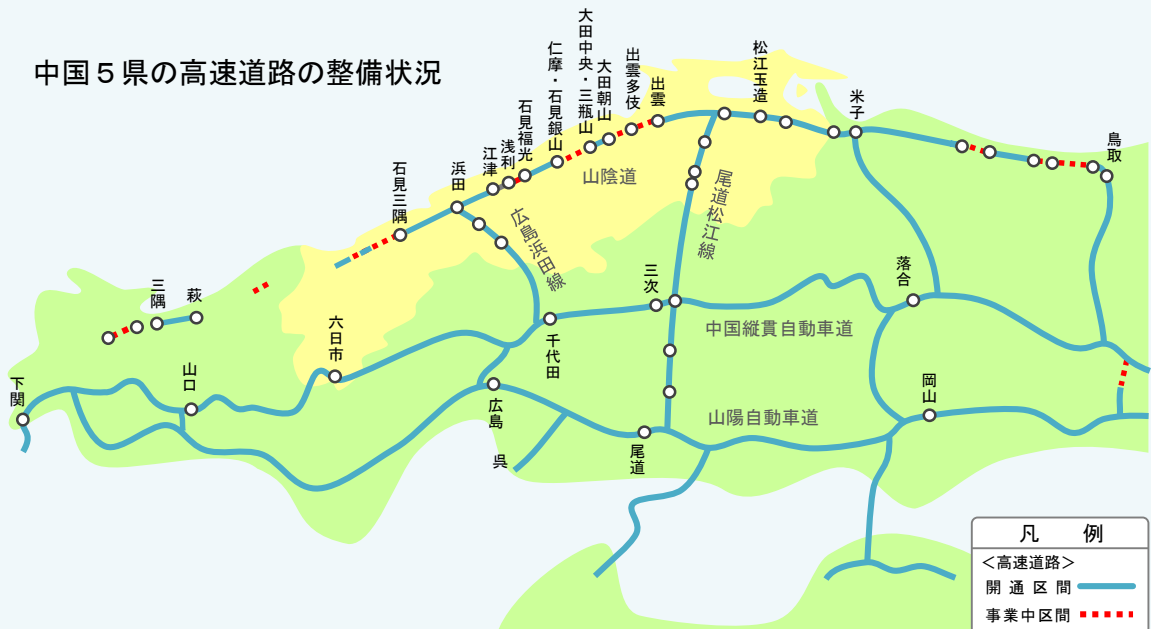 中国５県の高速道路の整備状況
大田中央・三瓶山
仁摩・石見銀山
大田朝山
出雲多伎
出雲
松江玉造
米子
鳥取
石見福光
浅利
江津
浜田
石見三隅
山陰道
尾道松江線
広島浜田線
三隅
萩
三次
落合
六日市
千代田
中国縦貫自動車道
下関
山口
広島
岡山
山陽自動車道
呉
尾道
凡例
＜高速道路＞
開通区間
事業中区間